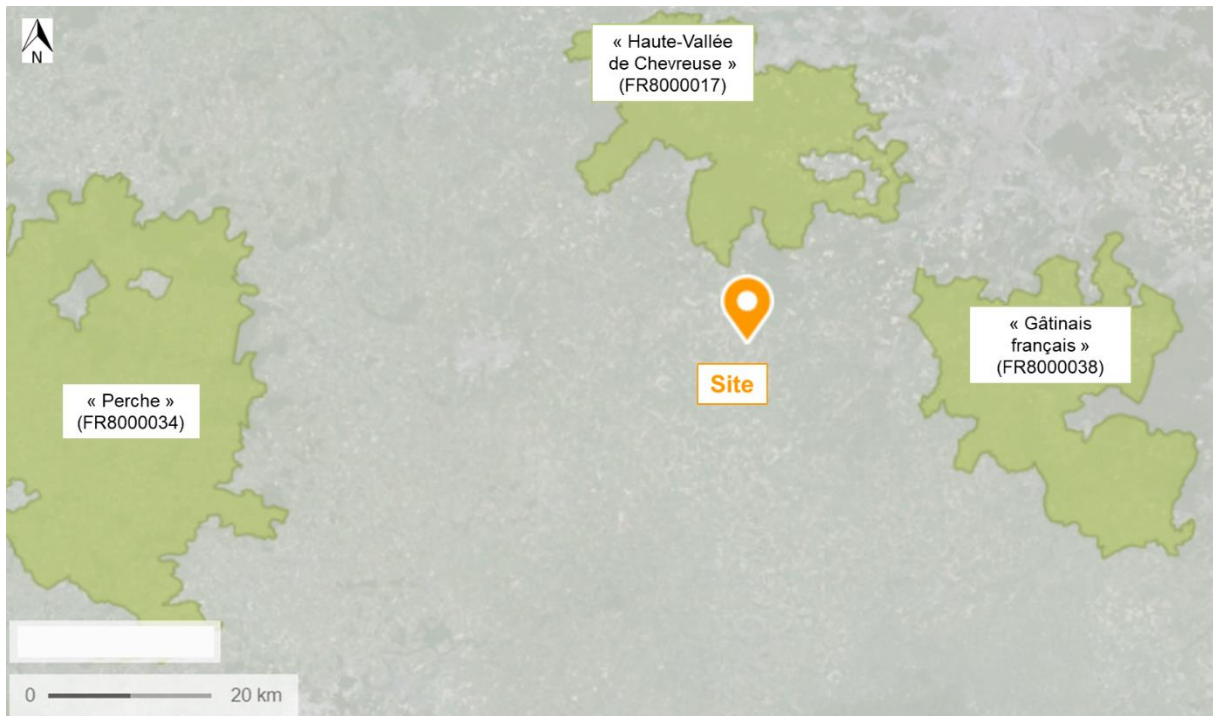 N
« Haute-Vallée
de Chevreuse »
(FR8000017)
« Gâtinais
français »
(FR8000038)
Site
« Perche »
(FR8000034)
0 20 km